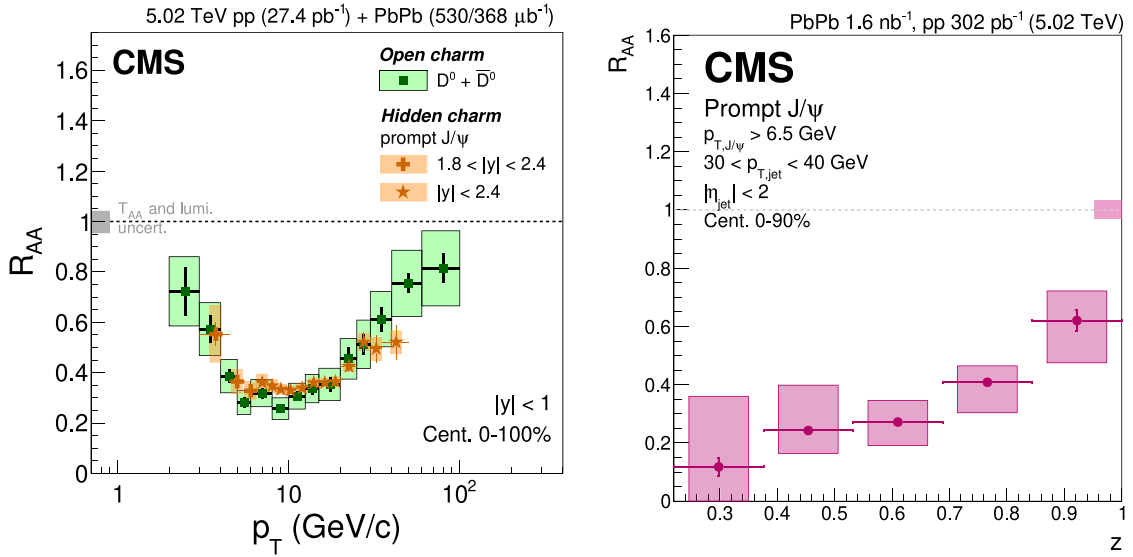 5.02 TeV pp (27.4 pb⁻¹) + PbPb (530/368 μb⁻¹)
CMS
Open charm
D⁰ + D̅⁰
Hidden charm
prompt J/ψ
1.8 < |y| < 2.4
|y| < 2.4
T_AA and lumi.
uncert.
|y| < 1
Cent. 0-100%
R_AA
1.6
1.4
1.2
1
0.8
0.6
0.4
0.2
0
1
10
10²
p_T (GeV/c)
PbPb 1.6 nb⁻¹, pp 302 pb⁻¹ (5.02 TeV)
CMS
Prompt J/ψ
p_T,J/ψ > 6.5 GeV
30 < p_T,jet < 40 GeV
|η_jet| < 2
Cent. 0-90%
R_AA
1.6
1.4
1.2
1
0.8
0.6
0.4
0.2
0
0.3
0.4
0.5
0.6
0.7
0.8
0.9
1
z